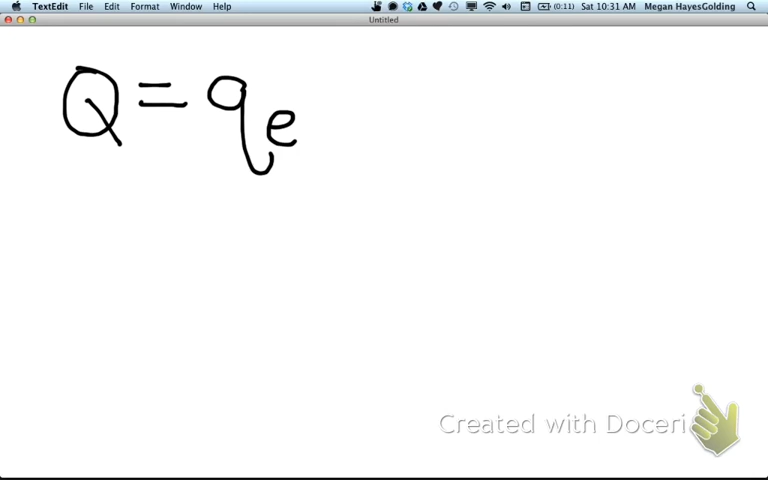 TextEdit File Edit Format Window Help (0:11) Sat 10:31 AM Megan HayesGolding
Untitled
Q = qe
Created with Doceri